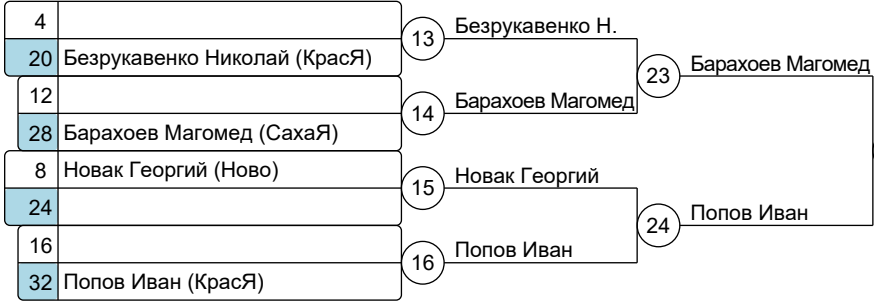 4
Безрукавенко Н.
13
20 Безрукавенко Николай (КрасЯ)
Барахоев Магомед
23
12
Барахоев Магомед
14
28 Барахоев Магомед (СахаЯ)
8 Новак Георгий (Ново)
Новак Георгий
15
24
Попов Иван
24
16
Попов Иван
16
32 Попов Иван (КрасЯ)